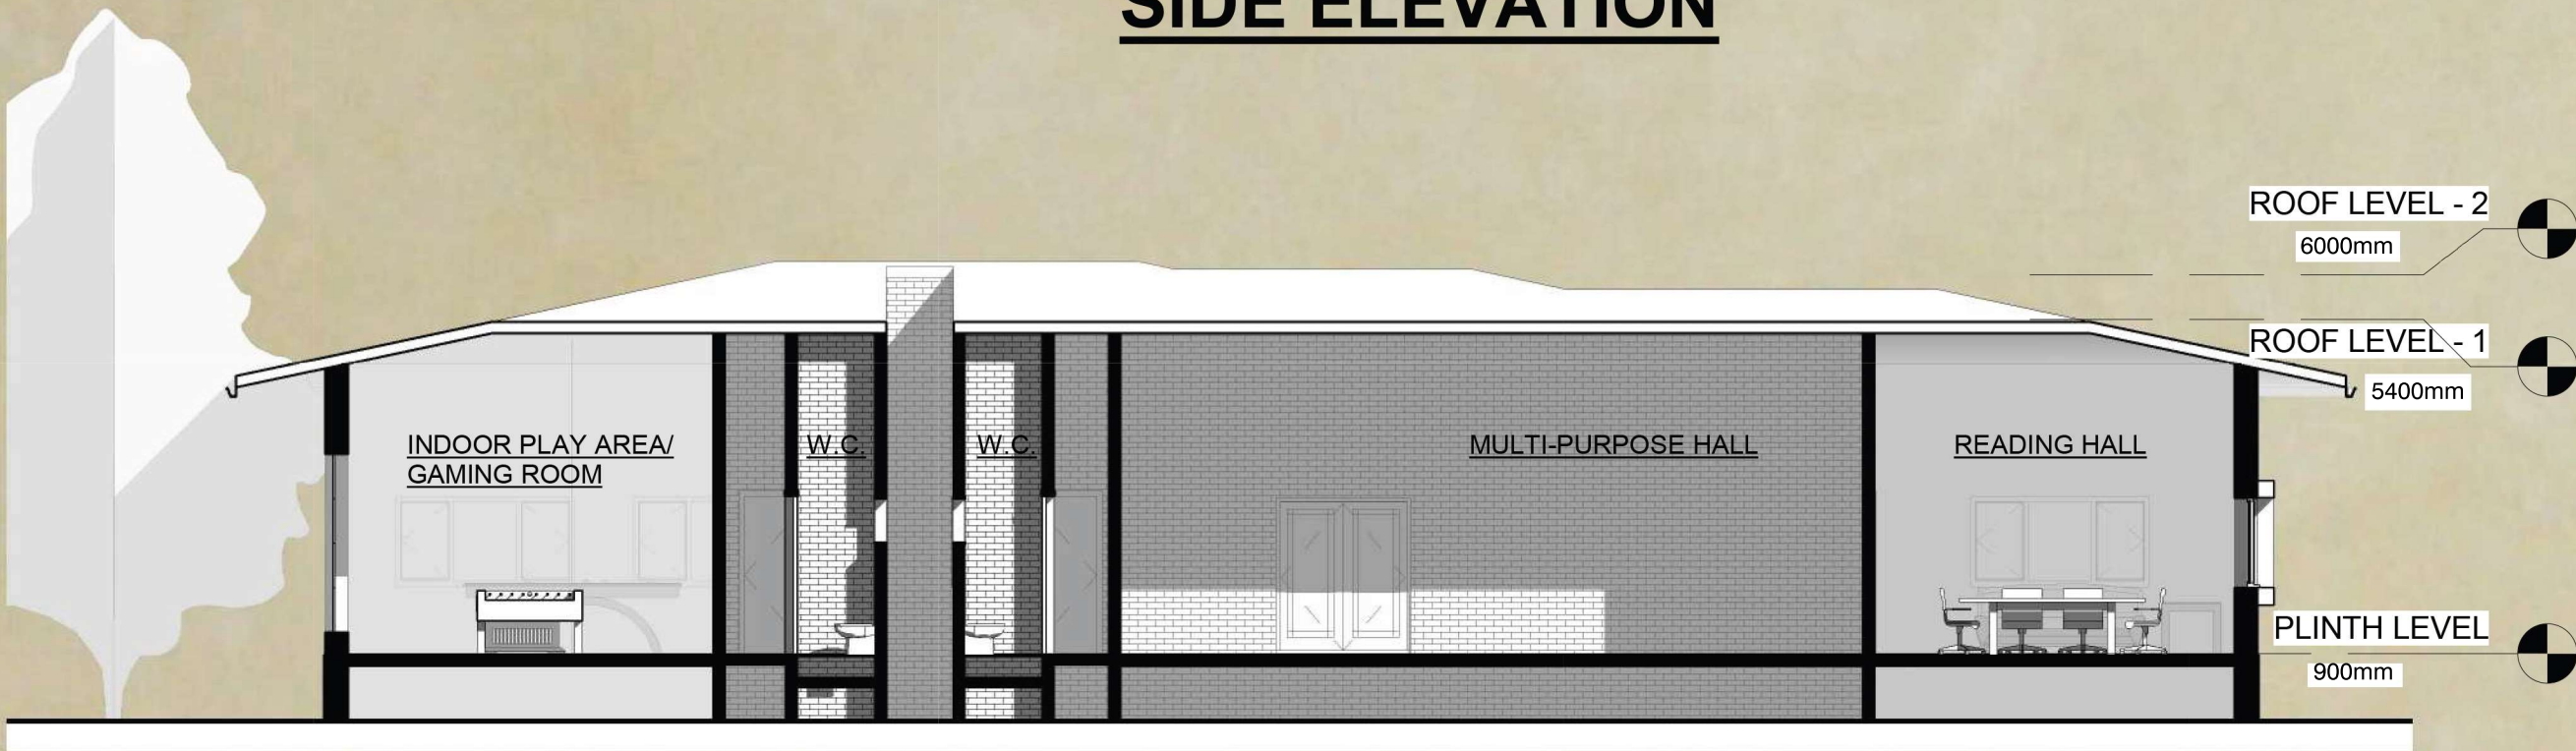 SIDE ELEVATION
ROOF LEVEL - 2
6000mm
ROOF LEVEL - 1
5400mm
INDOOR PLAY AREA/
GAMING ROOM
W.C.
W.C.
MULTI-PURPOSE HALL
READING HALL
PLINTH LEVEL
900mm